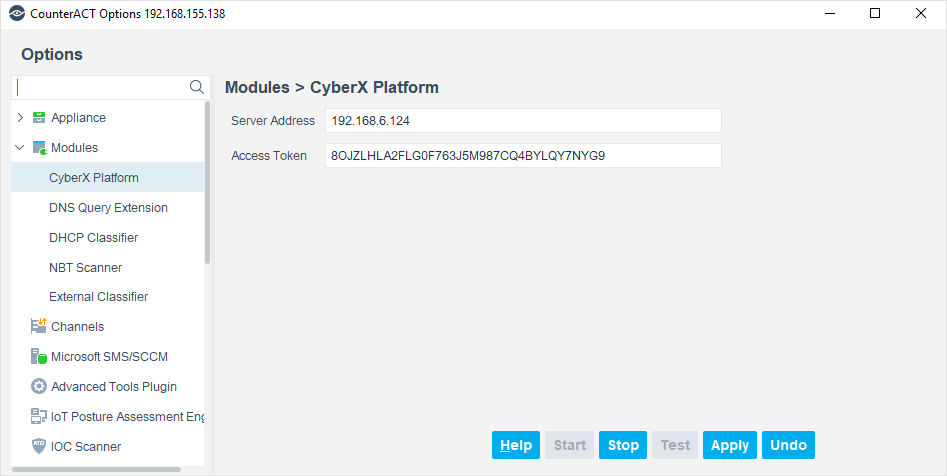 CounterACT Options 192.168.155.138
Options
Appliance
Modules
CyberX Platform
DNS Query Extension
DHCP Classifier
NBT Scanner
External Classifier
Channels
Microsoft SMS/SCCM
Advanced Tools Plugin
IoT Posture Assessment Eng
ATD
IOC Scanner
Modules > CyberX Platform
Server Address 192.168.6.124
Access Token 8OJZLHLA2FLG0F763J5M987CQ4BYLQY7NYG9
Help Start Stop Test Apply Undo